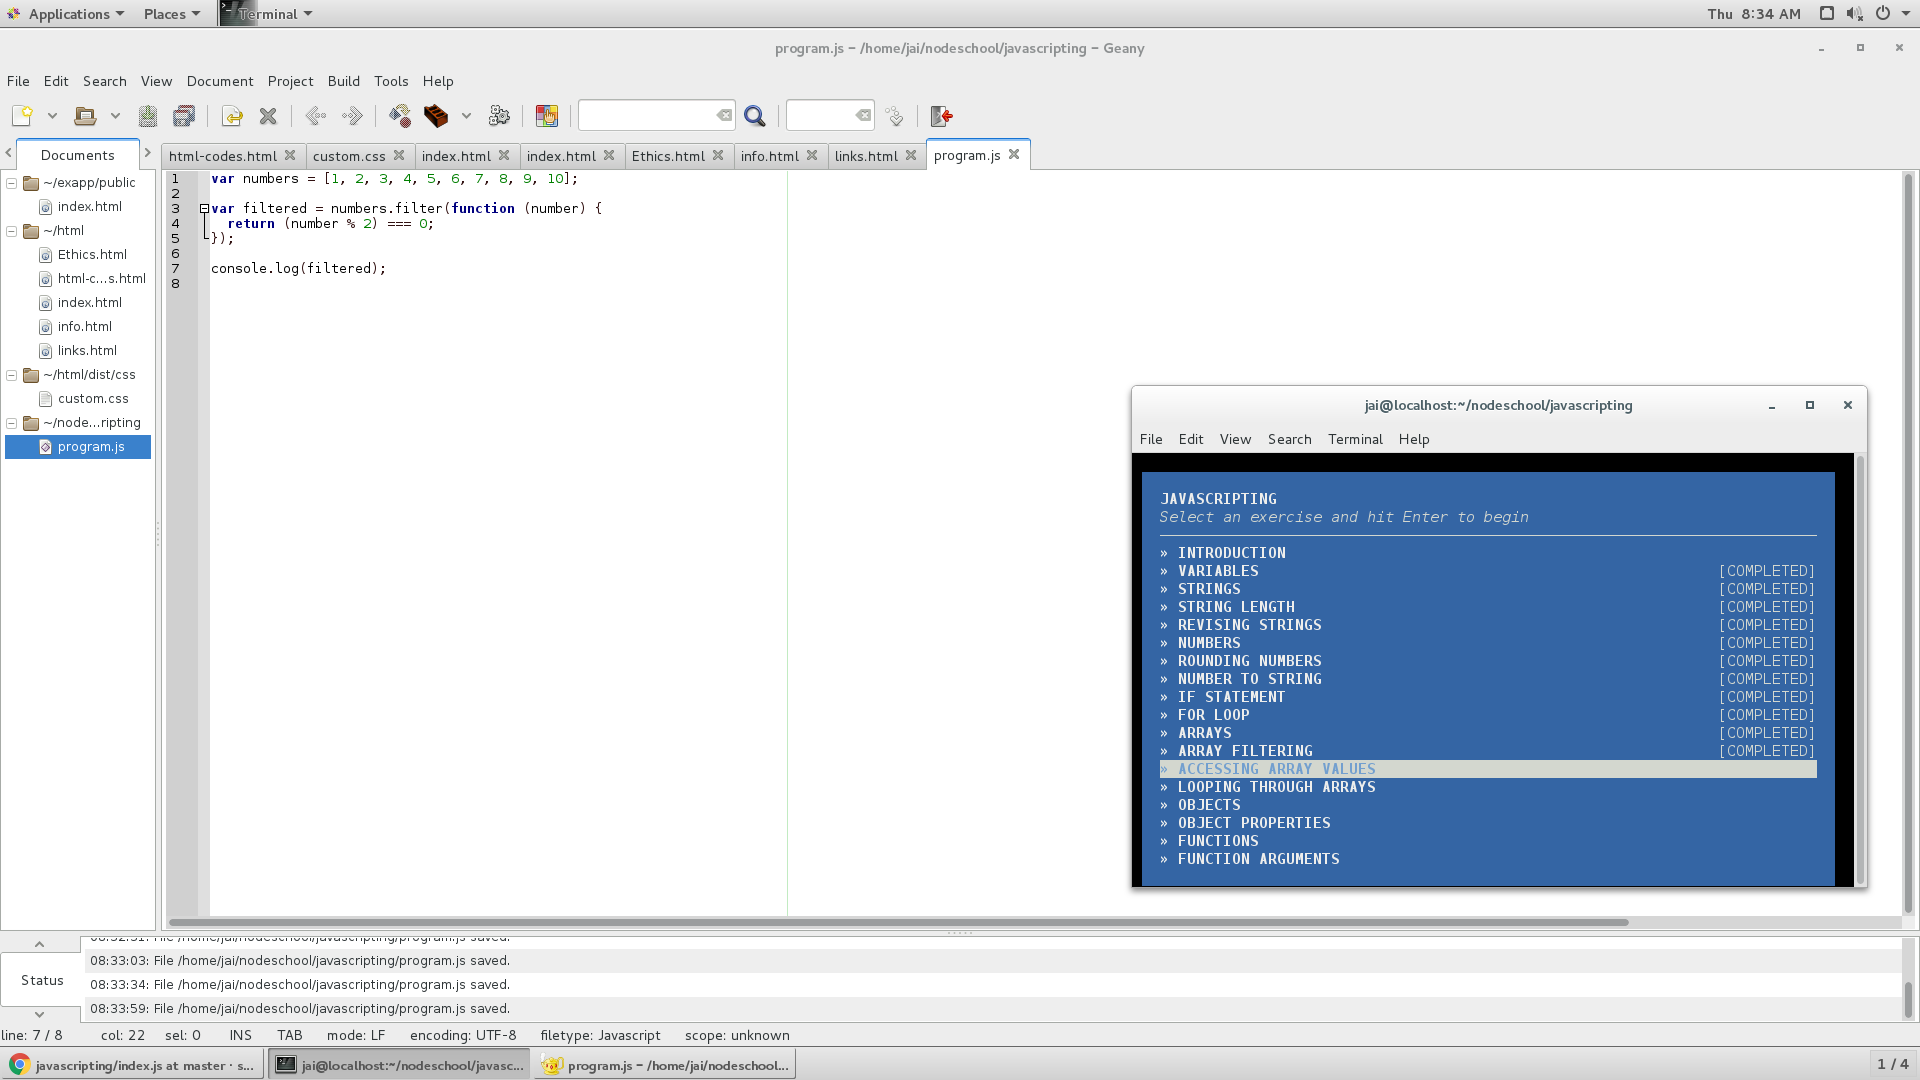 Applications Places Terminal Thu 8:34 AM
program.js – /home/jai/nodeschool/javascripting – Geany
File Edit Search View Document Project Build Tools Help
Documents html-codes.html custom.css index.html index.html Ethics.html info.html links.html program.js
~/exapp/public
index.html
~/html
Ethics.html
html-c...s.html
index.html
info.html
links.html
~/html/dist/css
custom.css
~/node...ripting
program.js
1 var numbers = [1, 2, 3, 4, 5, 6, 7, 8, 9, 10];
2
3 var filtered = numbers.filter(function (number) {
4 return (number % 2) === 0;
5 });
6
7 console.log(filtered);
8
jai@localhost:~/nodeschool/javascripting
File Edit View Search Terminal Help
JAVASCRIPTING
Select an exercise and hit Enter to begin
» INTRODUCTION
» VARIABLES [COMPLETED]
» STRINGS [COMPLETED]
» STRING LENGTH [COMPLETED]
» REVISING STRINGS [COMPLETED]
» NUMBERS [COMPLETED]
» ROUNDING NUMBERS [COMPLETED]
» NUMBER TO STRING [COMPLETED]
» IF STATEMENT [COMPLETED]
» FOR LOOP [COMPLETED]
» ARRAYS [COMPLETED]
» ARRAY FILTERING [COMPLETED]
» ACCESSING ARRAY VALUES
» LOOPING THROUGH ARRAYS
» OBJECTS
» OBJECT PROPERTIES
» FUNCTIONS
» FUNCTION ARGUMENTS
Status
08:32:51: File /home/jai/nodeschool/javascripting/program.js saved.
08:33:03: File /home/jai/nodeschool/javascripting/program.js saved.
08:33:34: File /home/jai/nodeschool/javascripting/program.js saved.
08:33:59: File /home/jai/nodeschool/javascripting/program.js saved.
line: 7 / 8 col: 22 sel: 0 INS TAB mode: LF encoding: UTF-8 filetype: Javascript scope: unknown
javascripting/index.js at master · s... jai@localhost:~/nodeschool/javasc... program.js – /home/jai/nodeschool... 1 / 4